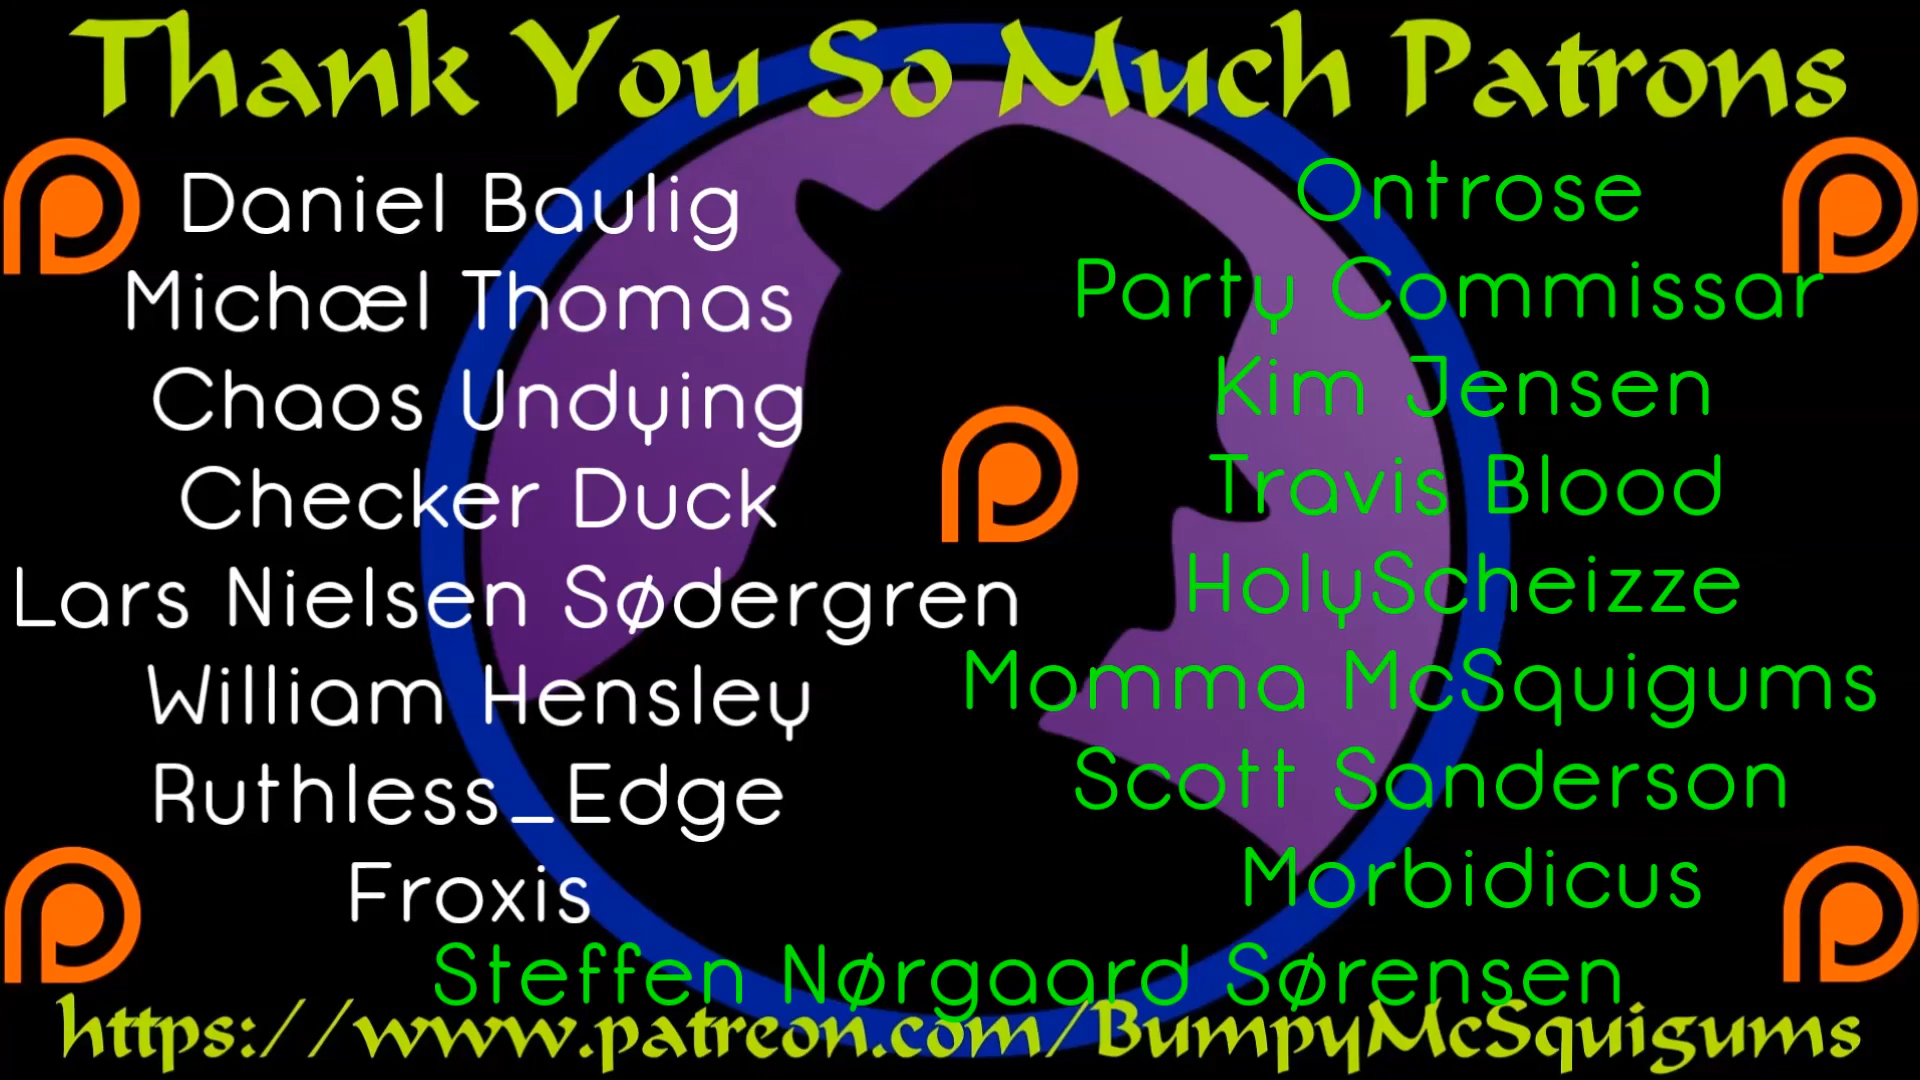 Thank You So Much Patrons
Daniel Baulig
Michæl Thomas
Chaos Undying
Checker Duck
Lars Nielsen Sødergren
William Hensley
Ruthless_Edge
Froxis
Ontrose
Party Commissar
Kim Jensen
Travis Blood
HolyScheizze
Momma McSquigums
Scott Sanderson
Morbidicus
Steffen Nørgaard Sørensen
https://www.patreon.com/BumpyMcSquigums